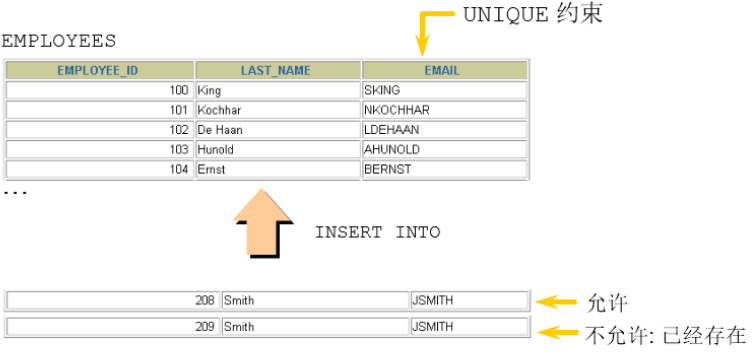 UNIQUE 约束
EMPLOYEES
EMPLOYEE_ID LAST_NAME EMAIL
100 King SKING
101 Kochhar NKOCHHAR
102 De Haan LDEHAAN
103 Hunold AHUNOLD
104 Ernst BERNST
...
INSERT INTO
208 Smith JSMITH 允许
209 Smith JSMITH 不允许: 已经存在